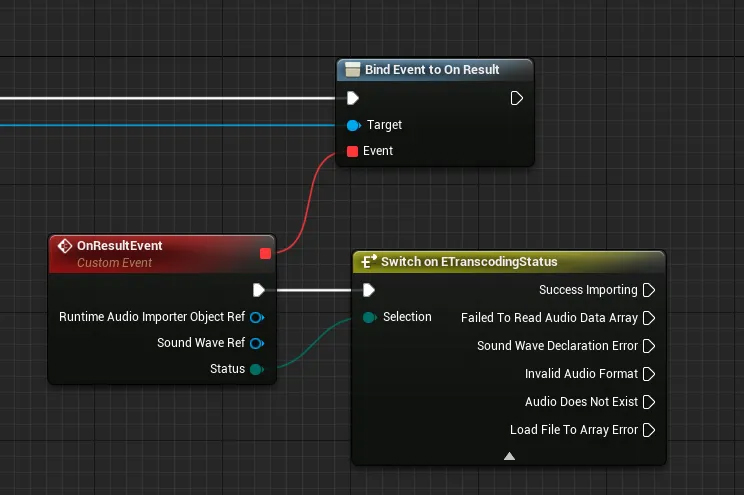 Bind Event to On Result
Target
Event
OnResultEvent
Custom Event
Runtime Audio Importer Object Ref
Sound Wave Ref
Status
Switch on ETranscodingStatus
Selection
Success Importing
Failed To Read Audio Data Array
Sound Wave Declaration Error
Invalid Audio Format
Audio Does Not Exist
Load File To Array Error